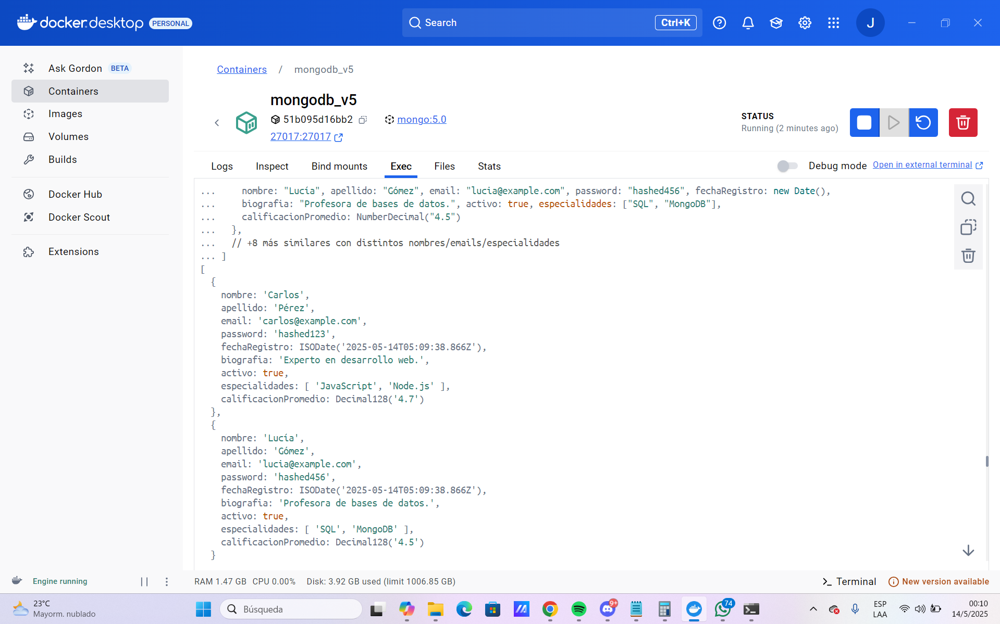 docker desktop PERSONAL
Search Ctrl+K
J
Ask Gordon BETA
Containers
Images
Volumes
Builds
Docker Hub
Docker Scout
Extensions
Containers / mongodb_v5
mongodb_v5
51b095d16bb2 mongo:5.0
27017:27017
STATUS
Running (2 minutes ago)
Logs Inspect Bind mounts Exec Files Stats
Debug mode Open in external terminal
... nombre: "Lucía", apellido: "Gómez", email: "lucia@example.com", password: "hashed456", fechaRegistro: new Date(),
... biografia: "Profesora de bases de datos.", activo: true, especialidades: ["SQL", "MongoDB"],
... calificacionPromedio: NumberDecimal("4.5")
... },
... // +8 más similares con distintos nombres/emails/especialidades
... ]
[
{
nombre: 'Carlos',
apellido: 'Pérez',
email: 'carlos@example.com',
password: 'hashed123',
fechaRegistro: ISODate('2025-05-14T05:09:38.866Z'),
biografia: 'Experto en desarrollo web.',
activo: true,
especialidades: [ 'JavaScript', 'Node.js' ],
calificacionPromedio: Decimal128('4.7')
},
{
nombre: 'Lucía',
apellido: 'Gómez',
email: 'lucia@example.com',
password: 'hashed456',
fechaRegistro: ISODate('2025-05-14T05:09:38.866Z'),
biografia: 'Profesora de bases de datos.',
activo: true,
especialidades: [ 'SQL', 'MongoDB' ],
calificacionPromedio: Decimal128('4.5')
}
Engine running
RAM 1.47 GB CPU 0.00% Disk: 3.92 GB used (limit 1006.85 GB)
Terminal
New version available
23°C
Mayorm. nublado
Búsqueda
9+
74
ESP
LAA
00:10
14/5/2025